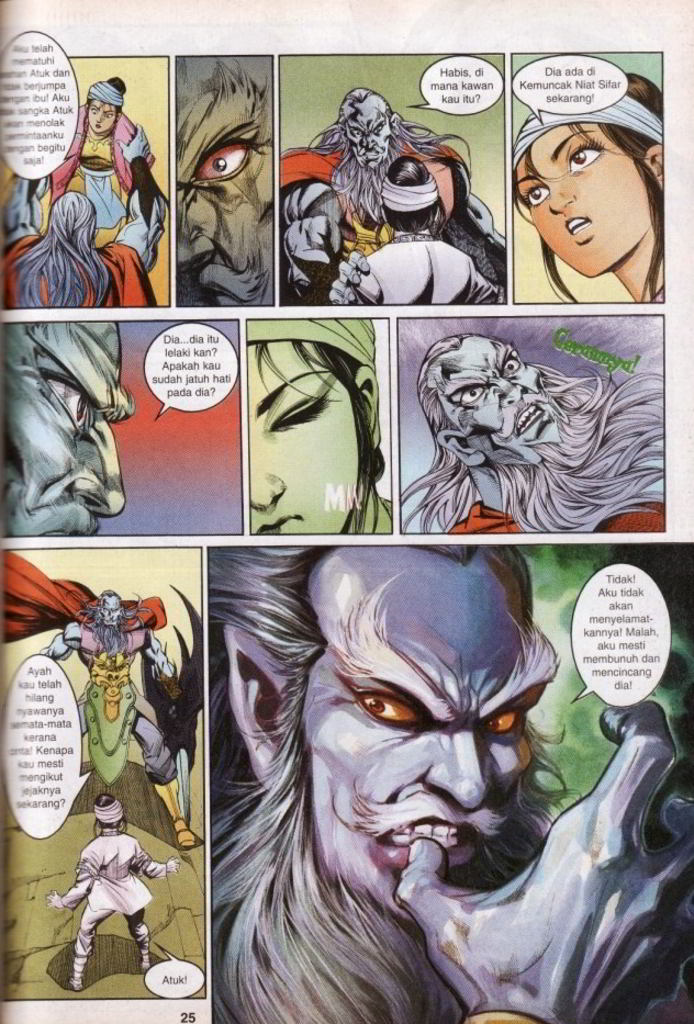 Aku telah
mematuhi
Atuk dan
berjumpa
dengan ibu! Aku
sangka Atuk
akan menolak
permintaanku
dengan begitu
saja!
Habis, di
mana kawan
kau itu?
Dia ada di
Kemuncak Niat Sifar
sekarang!
Dia...dia itu
lelaki kan?
Apakah kau
sudah jatuh hati
pada dia?
Ayah
kau telah
hilang
nyawanya
semata-mata
kerana
cinta! Kenapa
kau mesti
mengikut
jejaknya
sekarang?
Atuk!
Tidak!
Aku tidak
akan
menyelamat-
kannya! Malah,
aku mesti
membunuh dan
mencincang
dia!
25